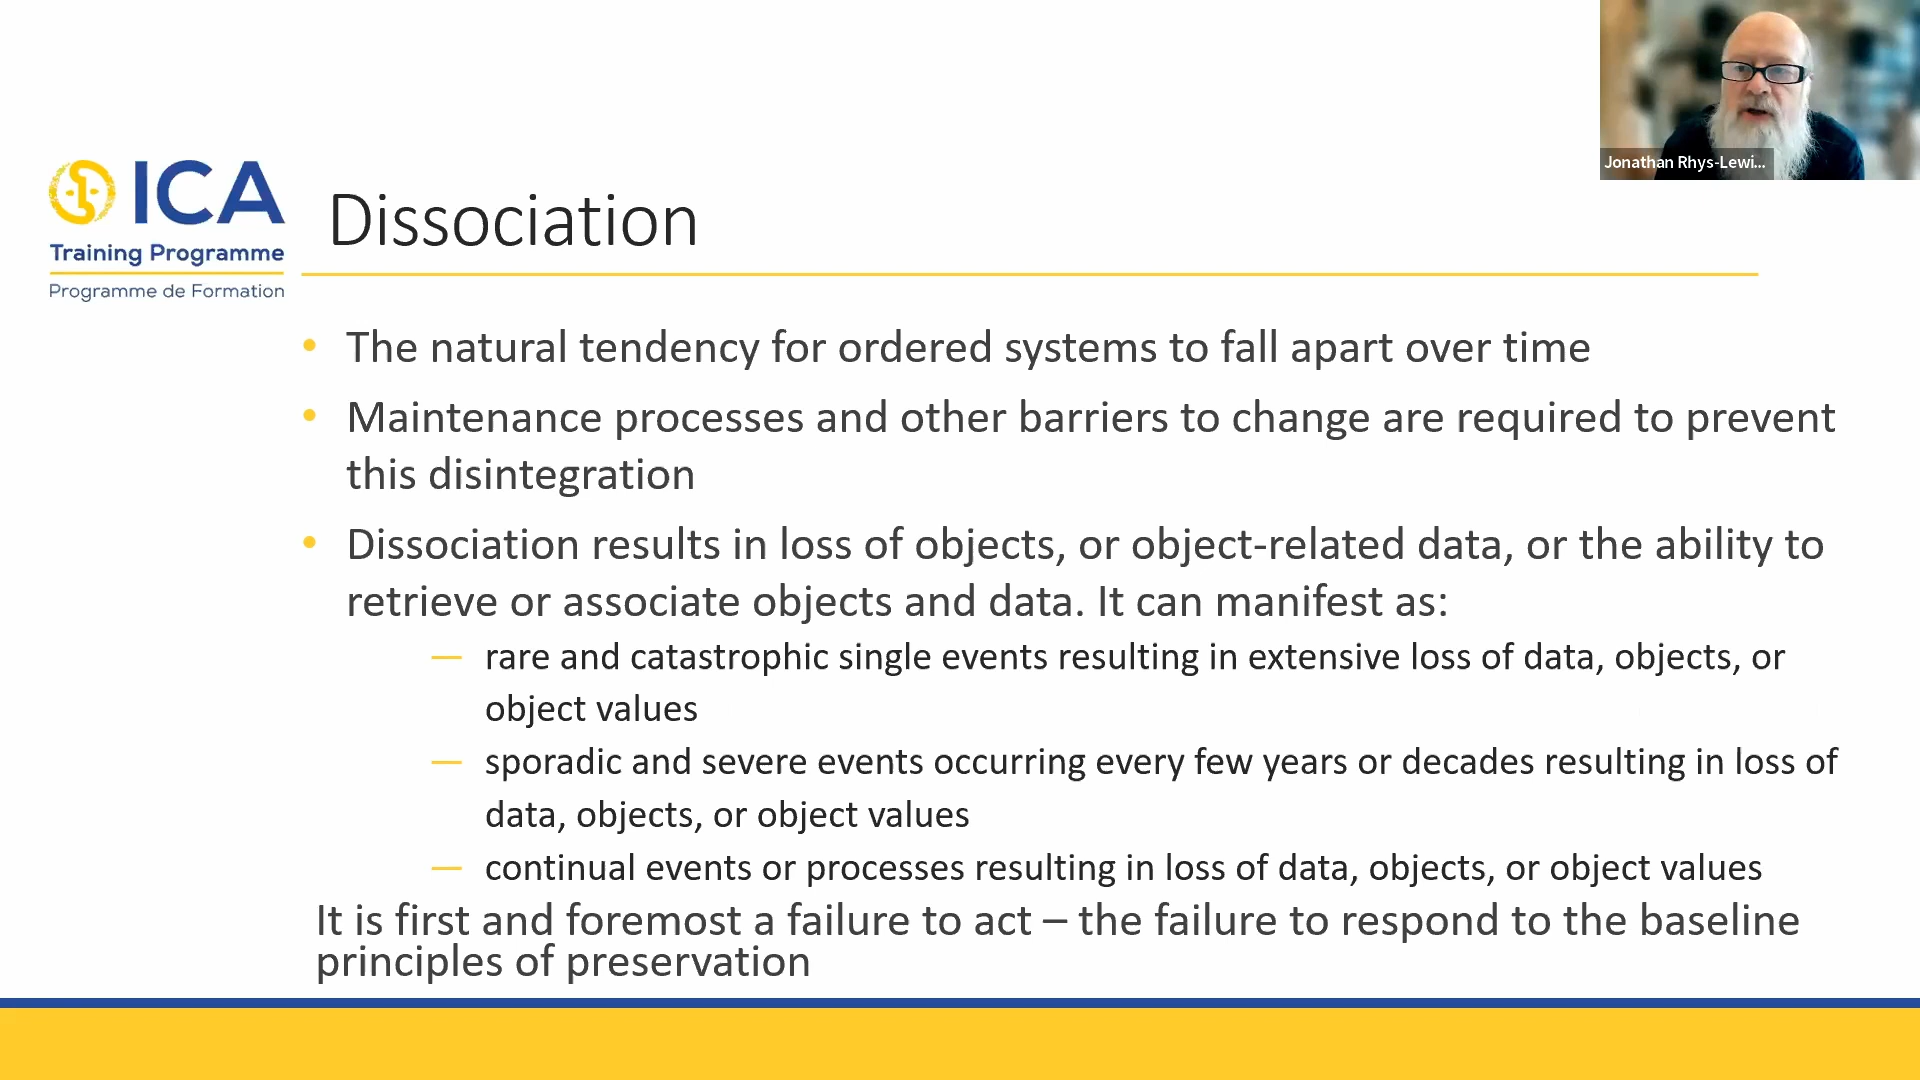 Jonathan Rhys-Lewi...
ICA
Training Programme
Programme de Formation
Dissociation
• The natural tendency for ordered systems to fall apart over time
• Maintenance processes and other barriers to change are required to prevent
this disintegration
• Dissociation results in loss of objects, or object-related data, or the ability to
retrieve or associate objects and data. It can manifest as:
— rare and catastrophic single events resulting in extensive loss of data, objects, or
object values
— sporadic and severe events occurring every few years or decades resulting in loss of
data, objects, or object values
— continual events or processes resulting in loss of data, objects, or object values
It is first and foremost a failure to act – the failure to respond to the baseline
principles of preservation